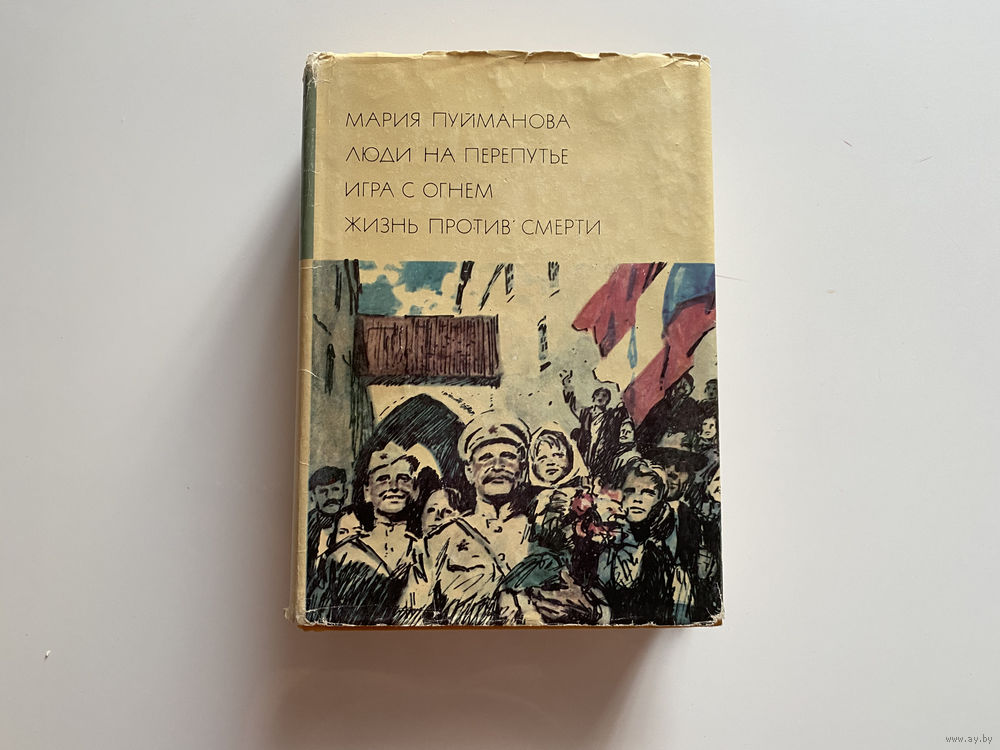 МАРИЯ ПУЙМАНОВА
ЛЮДИ НА ПЕРЕПУТЬЕ
ИГРА С ОГНЕМ
ЖИЗНЬ ПРОТИВ СМЕРТИ
www.ay.by